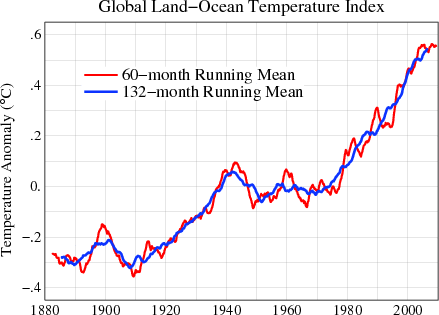 Global Land−Ocean Temperature Index
.6
.4
.2
0.
−.2
−.4
Temperature Anomaly (°C)
60−month Running Mean
132−month Running Mean
1880 1900 1920 1940 1960 1980 2000